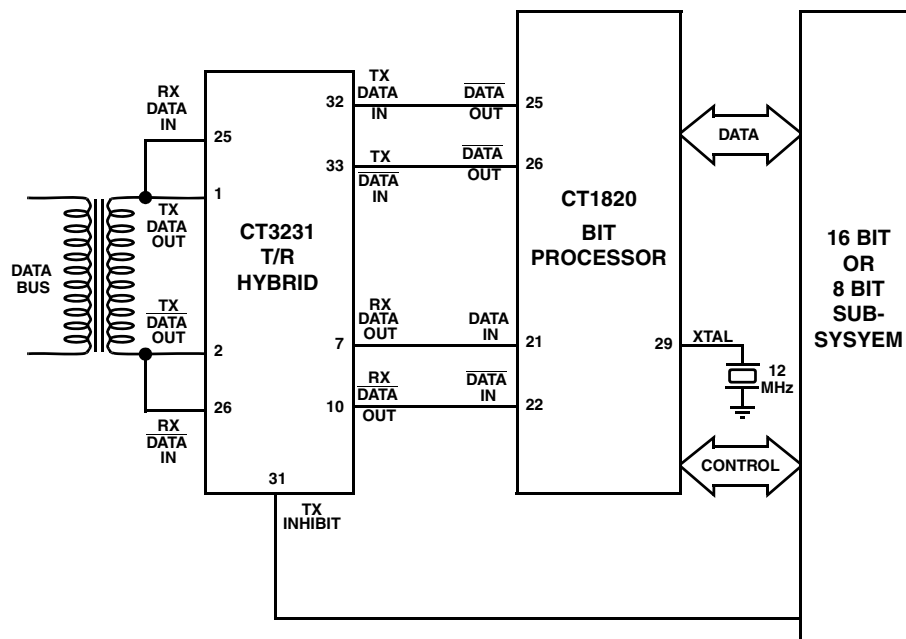 RX
DATA
IN
25
1
TX
DATA
OUT
DATA
BUS
TX
DATA
OUT
2
26
RX
DATA
IN
CT3231
T/R
HYBRID
32
33
7
10
31
TX
INHIBIT
TX
DATA
IN
TX
DATA
IN
RX
DATA
OUT
RX
DATA
OUT
DATA
OUT
DATA
OUT
DATA
IN
DATA
IN
25
26
CT1820
BIT
PROCESSOR
21
22
29
XTAL
12
MHz
DATA
CONTROL
16 BIT
OR
8 BIT
SUB-
SYSYEM